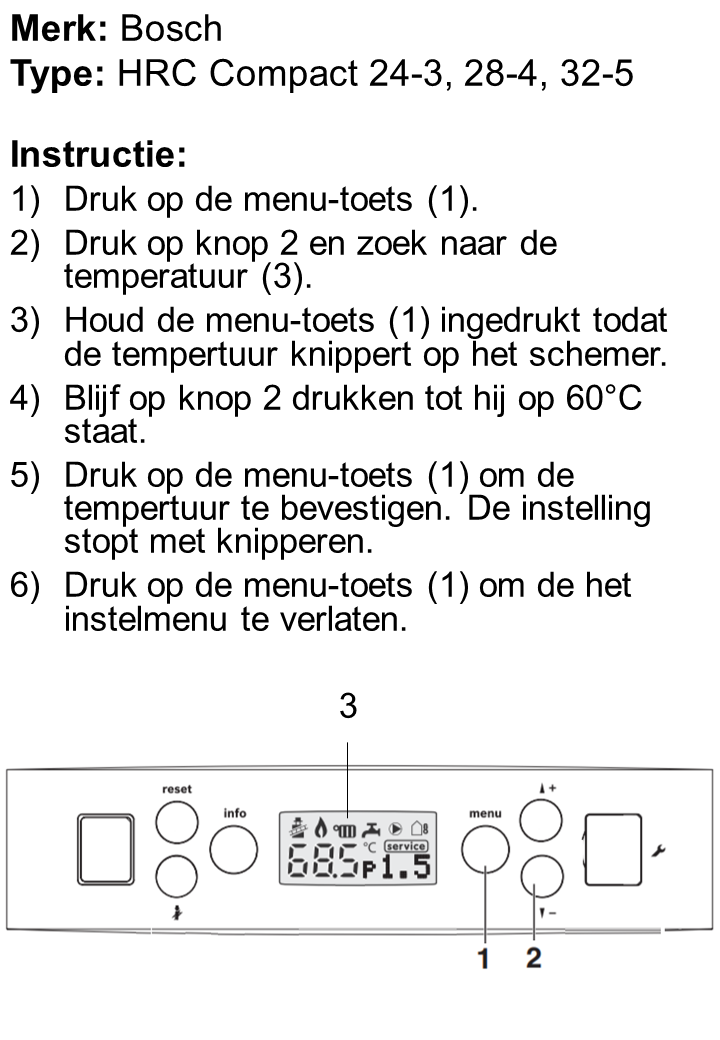 Merk: Bosch
Type: HRC Compact 24-3, 28-4, 32-5
Instructie:
1) Druk op de menu-toets (1).
2) Druk op knop 2 en zoek naar de
temperatuur (3).
3) Houd de menu-toets (1) ingedrukt todat
de tempertuur knippert op het schemer.
4) Blijf op knop 2 drukken tot hij op 60°C
staat.
5) Druk op de menu-toets (1) om de
tempertuur te bevestigen. De instelling
stopt met knipperen.
6) Druk op de menu-toets (1) om de het
instelmenu te verlaten.
3
reset
info
menu
+
8
°C service
68.5P1.5
-
1 2